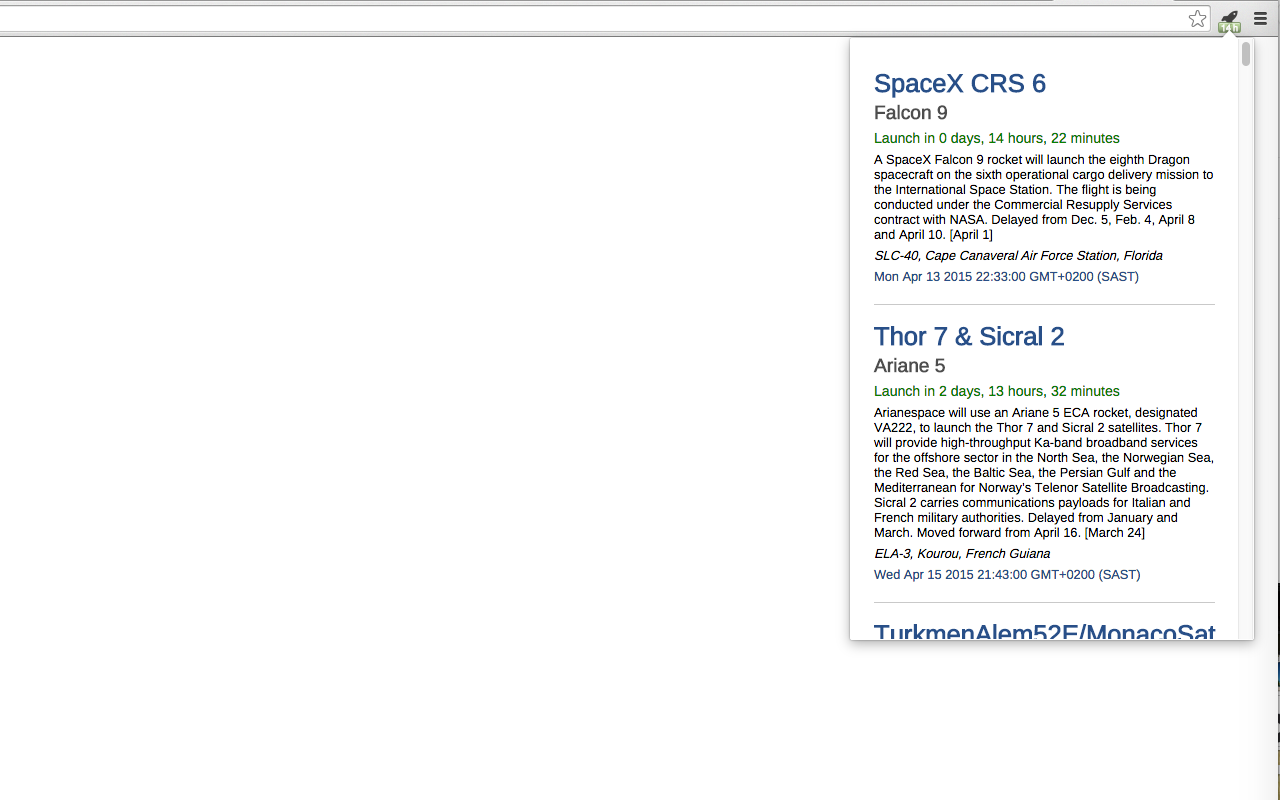 14h
SpaceX CRS 6
Falcon 9
Launch in 0 days, 14 hours, 22 minutes
A SpaceX Falcon 9 rocket will launch the eighth Dragon
spacecraft on the sixth operational cargo delivery mission to
the International Space Station. The flight is being
conducted under the Commercial Resupply Services
contract with NASA. Delayed from Dec. 5, Feb. 4, April 8
and April 10. [April 1]
SLC-40, Cape Canaveral Air Force Station, Florida
Mon Apr 13 2015 22:33:00 GMT+0200 (SAST)
Thor 7 & Sicral 2
Ariane 5
Launch in 2 days, 13 hours, 32 minutes
Arianespace will use an Ariane 5 ECA rocket, designated
VA222, to launch the Thor 7 and Sicral 2 satellites. Thor 7
will provide high-throughput Ka-band broadband services
for the offshore sector in the North Sea, the Norwegian Sea,
the Red Sea, the Baltic Sea, the Persian Gulf and the
Mediterranean for Norway's Telenor Satellite Broadcasting.
Sicral 2 carries communications payloads for Italian and
French military authorities. Delayed from January and
March. Moved forward from April 16. [March 24]
ELA-3, Kourou, French Guiana
Wed Apr 15 2015 21:43:00 GMT+0200 (SAST)
TurkmenAlem52E/MonacoSat